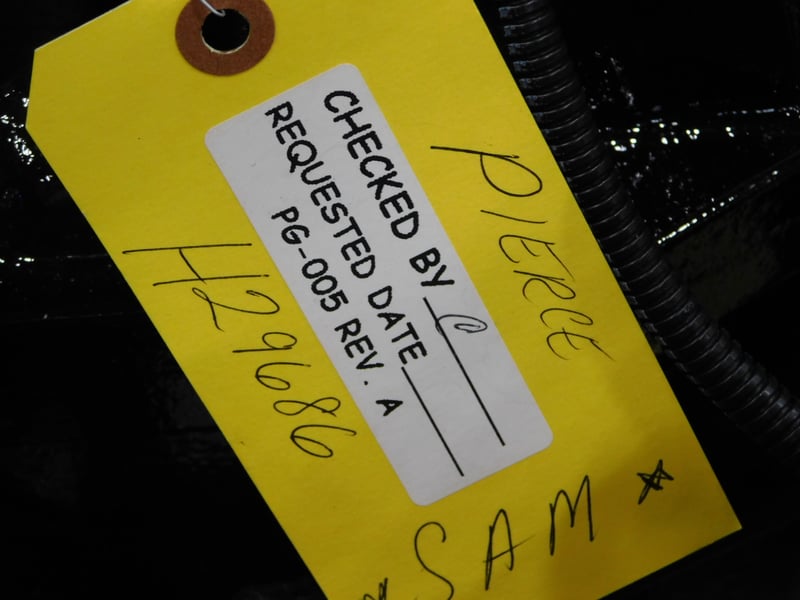 PIERCE
CHECKED BY C
REQUESTED DATE
PG-005 REV. A
H29686
SAM